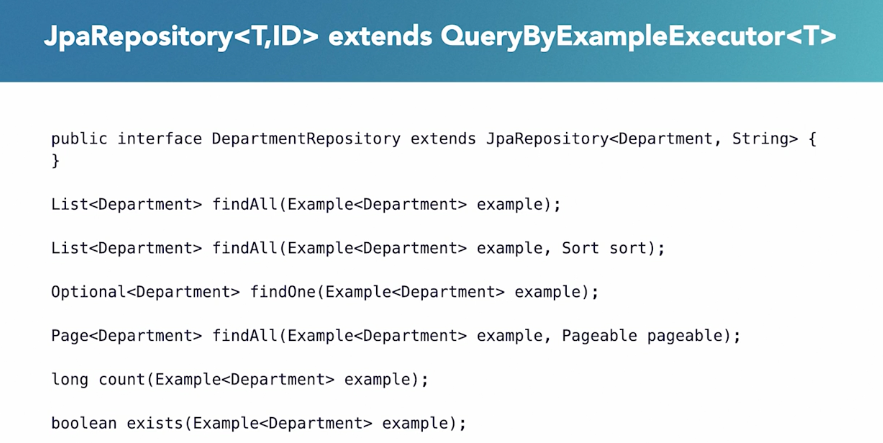 JpaRepository<T,ID> extends QueryByExampleExecutor<T>
public interface DepartmentRepository extends JpaRepository<Department, String> {
}
List<Department> findAll(Example<Department> example);
List<Department> findAll(Example<Department> example, Sort sort);
Optional<Department> findOne(Example<Department> example);
Page<Department> findAll(Example<Department> example, Pageable pageable);
long count(Example<Department> example);
boolean exists(Example<Department> example);